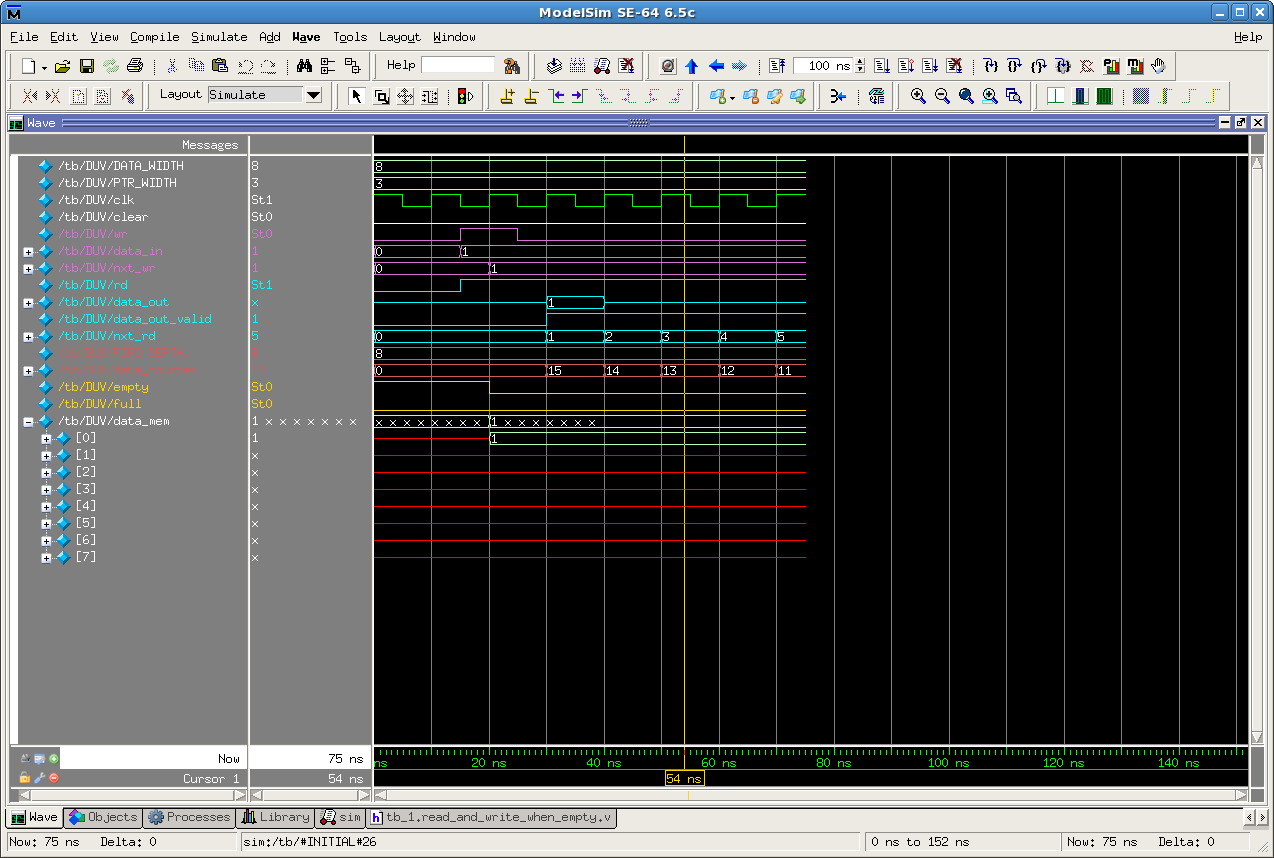 ModelSim SE-64 6.5c
File Edit View Compile Simulate Add Wave Tools Layout Window Help
Help 100 ns
Layout Simulate
Wave
Messages
/tb/DUV/DATA_WIDTH 8 8
/tb/DUV/PTR_WIDTH 3 3
/tb/DUV/clk St1
/tb/DUV/clear St0
/tb/DUV/wr St0
/tb/DUV/data_in 1 0 1
/tb/DUV/nxt_wr 1 0 1
/tb/DUV/rd St1
/tb/DUV/data_out x 1
/tb/DUV/data_out_valid 1
/tb/DUV/nxt_rd 5 0 1 2 3 4 5
8
0 15 14 13 12 11
/tb/DUV/empty St0
/tb/DUV/full St0
/tb/DUV/data_mem 1 x x x x x x x x x x x x x x x 1 x x x x x x x
[0] 1 1
[1] x
[2] x
[3] x
[4] x
[5] x
[6] x
[7] x
Now 75 ns ns 20 ns 40 ns 60 ns 80 ns 100 ns 120 ns 140 ns
Cursor 1 54 ns 54 ns
Wave Objects Processes Library sim tb_1.read_and_write_when_empty.v
Now: 75 ns Delta: 0 sim:/tb/#INITIAL#26 0 ns to 152 ns Now: 75 ns Delta: 0